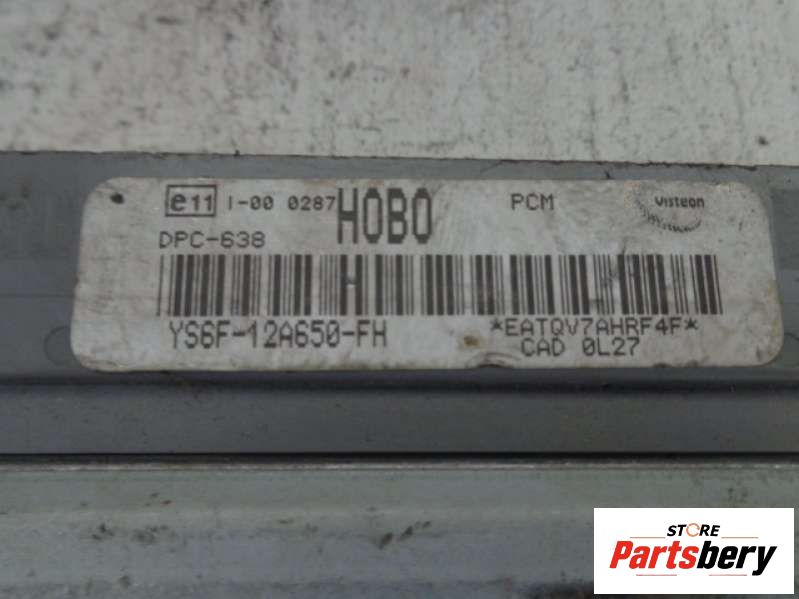 e11 I-00 0287 HOBO PCM Visteon
DPC-638
YS6F-12A650-FH *EATQV7AHRF4F*
CAD 0L27
STORE
Partsbery